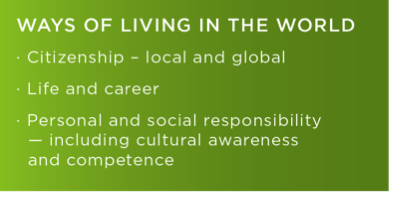 WAYS OF LIVING IN THE WORLD
· Citizenship – local and global
· Life and career
· Personal and social responsibility
— including cultural awareness
and competence